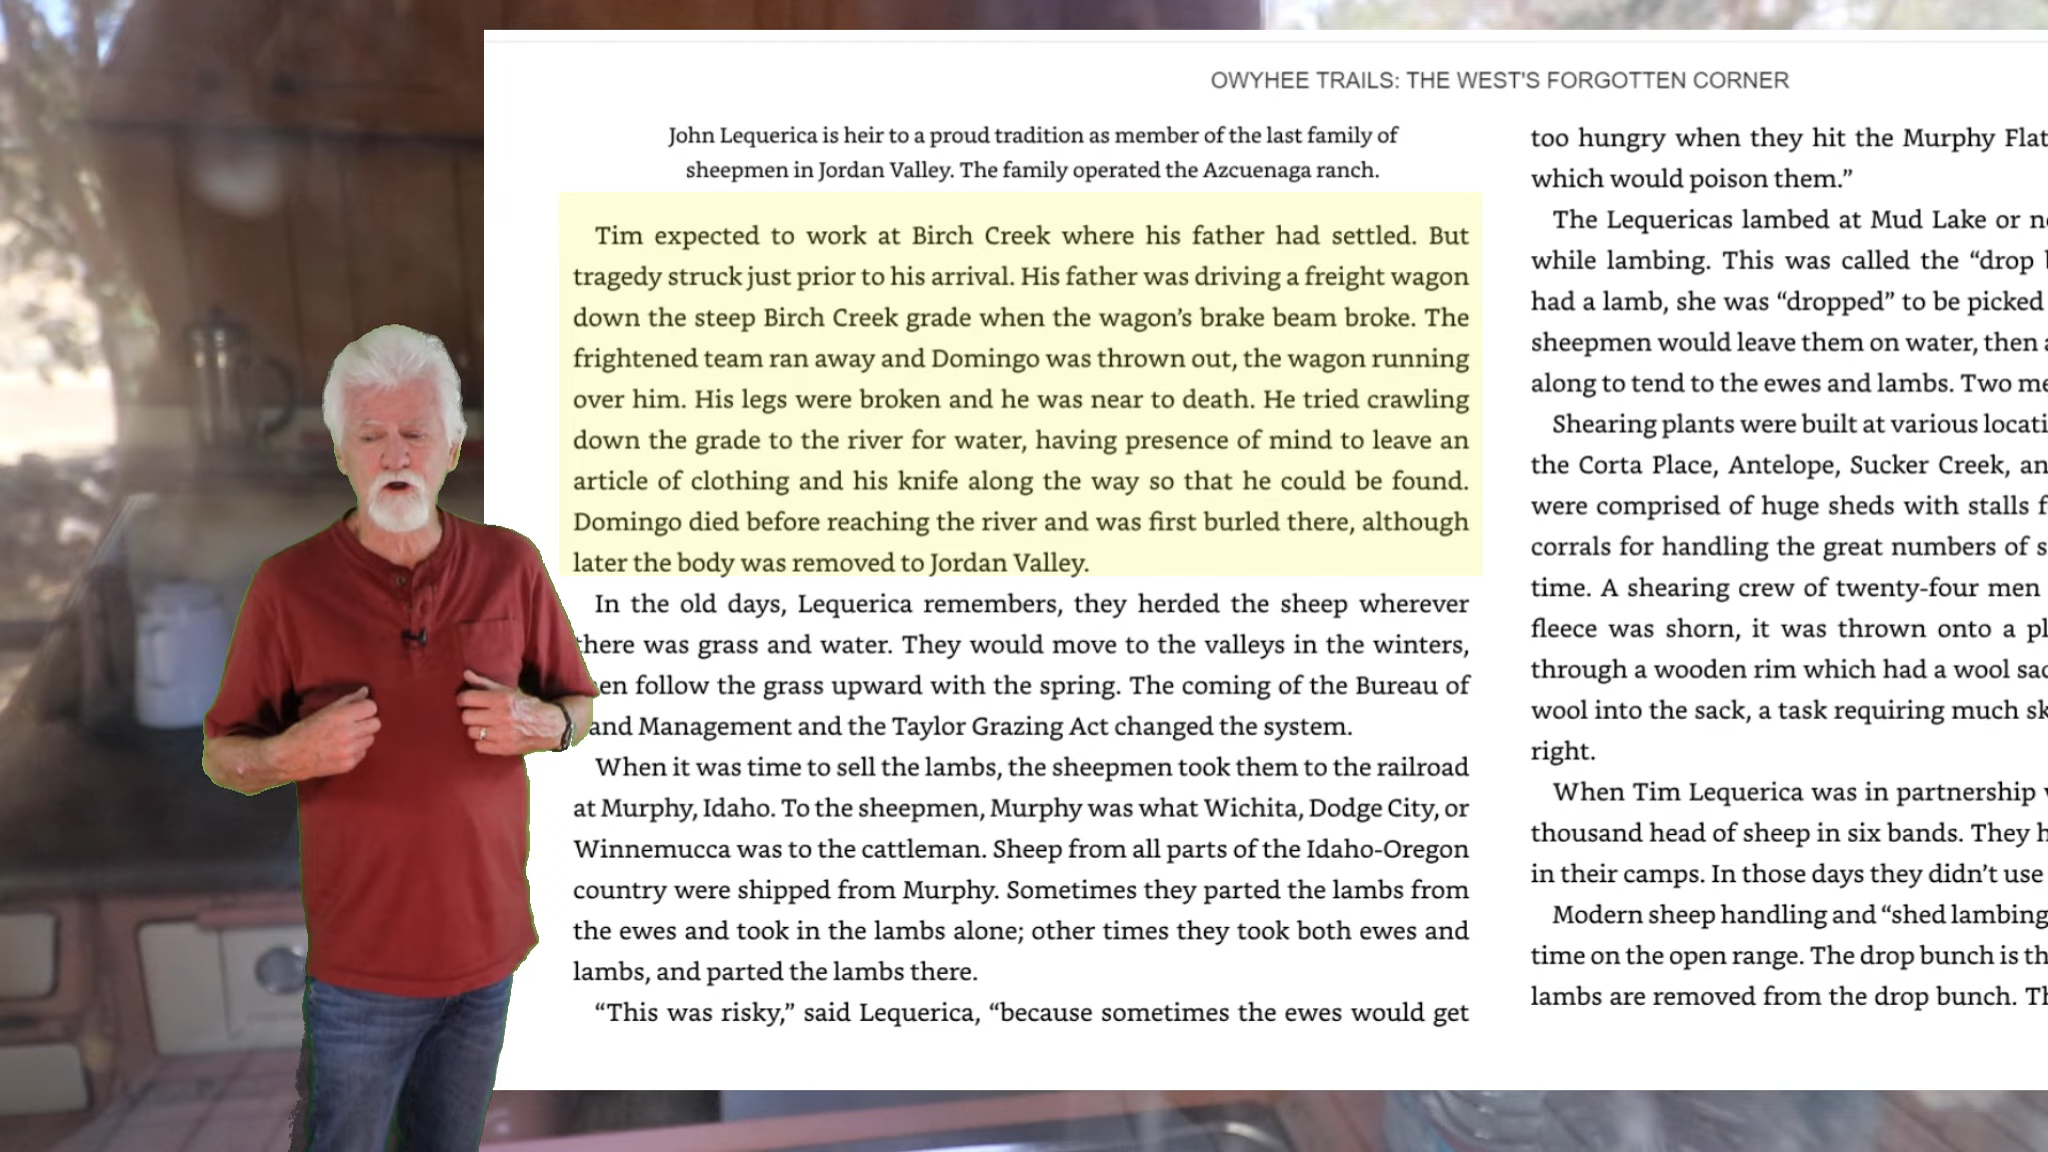 OWYHEE TRAILS: THE WEST'S FORGOTTEN CORNER
John Lequerica is heir to a proud tradition as member of the last family of
sheepmen in Jordan Valley. The family operated the Azcuenaga ranch.
Tim expected to work at Birch Creek where his father had settled. But
tragedy struck just prior to his arrival. His father was driving a freight wagon
down the steep Birch Creek grade when the wagon’s brake beam broke. The
frightened team ran away and Domingo was thrown out, the wagon running
over him. His legs were broken and he was near to death. He tried crawling
down the grade to the river for water, having presence of mind to leave an
article of clothing and his knife along the way so that he could be found.
Domingo died before reaching the river and was first burled there, although
later the body was removed to Jordan Valley.
In the old days, Lequerica remembers, they herded the sheep wherever
there was grass and water. They would move to the valleys in the winters,
en follow the grass upward with the spring. The coming of the Bureau of
and Management and the Taylor Grazing Act changed the system.
When it was time to sell the lambs, the sheepmen took them to the railroad
at Murphy, Idaho. To the sheepmen, Murphy was what Wichita, Dodge City, or
Winnemucca was to the cattleman. Sheep from all parts of the Idaho-Oregon
country were shipped from Murphy. Sometimes they parted the lambs from
the ewes and took in the lambs alone; other times they took both ewes and
lambs, and parted the lambs there.
“This was risky,” said Lequerica, “because sometimes the ewes would get
too hungry when they hit the Murphy Flat
which would poison them.”
The Lequericas lambed at Mud Lake or
while lambing. This was called the “drop
had a lamb, she was “dropped” to be picked
sheepmen would leave them on water, then
along to tend to the ewes and lambs. Two
Shearing plants were built at various
the Corta Place, Antelope, Sucker Creek,
were comprised of huge sheds with stalls
corrals for handling the great numbers of
time. A shearing crew of twenty-four men
fleece was shorn, it was thrown onto a
through a wooden rim which had a wool
wool into the sack, a task requiring much
right.
When Tim Lequerica was in partnership
thousand head of sheep in six bands. They
in their camps. In those days they didn’t use
Modern sheep handling and “shed lambing
time on the open range. The drop bunch is
lambs are removed from the drop bunch.